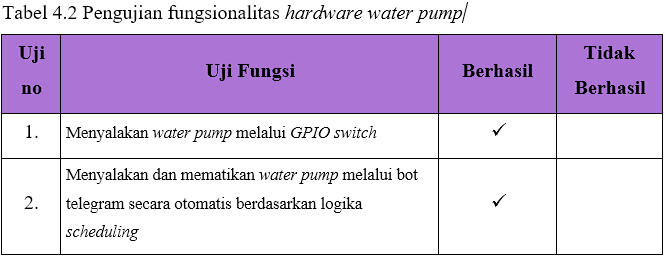 Tabel 4.2 Pengujian fungsionalitas hardware water pump
Uji no
Uji Fungsi
Berhasil
Tidak Berhasil
1.
Menyalakan water pump melalui GPIO switch
✓
2.
Menyalakan dan mematikan water pump melalui bot
telegram secara otomatis berdasarkan logika
scheduling
✓